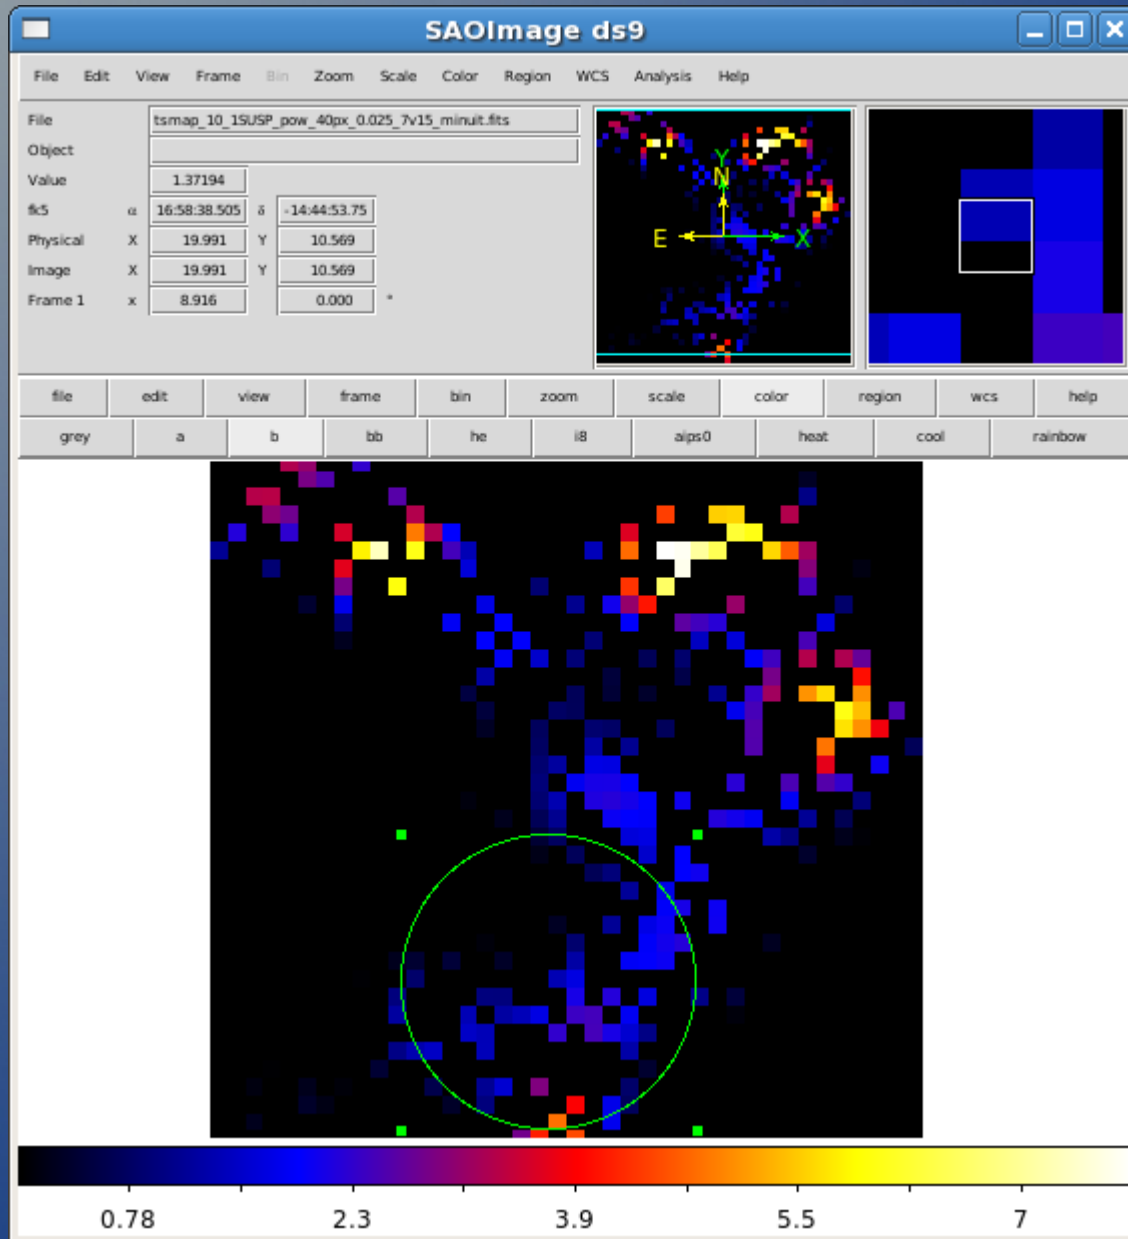 SAOImage ds9
File Edit View Frame Bin Zoom Scale Color Region WCS Analysis Help
File tsmap_10_1SUSP_pow_40px_0.025_7v15_minuit.fits
Object
Value 1.37194
fk5 α 16:58:38.505 δ -14:44:53.75
Physical X 19.991 Y 10.569
Image X 19.991 Y 10.569
Frame 1 x 8.916 0.000 °
Y
N
E X
file edit view frame bin zoom scale color region wcs help
grey a b bb he i8 aips0 heat cool rainbow
0.78 2.3 3.9 5.5 7